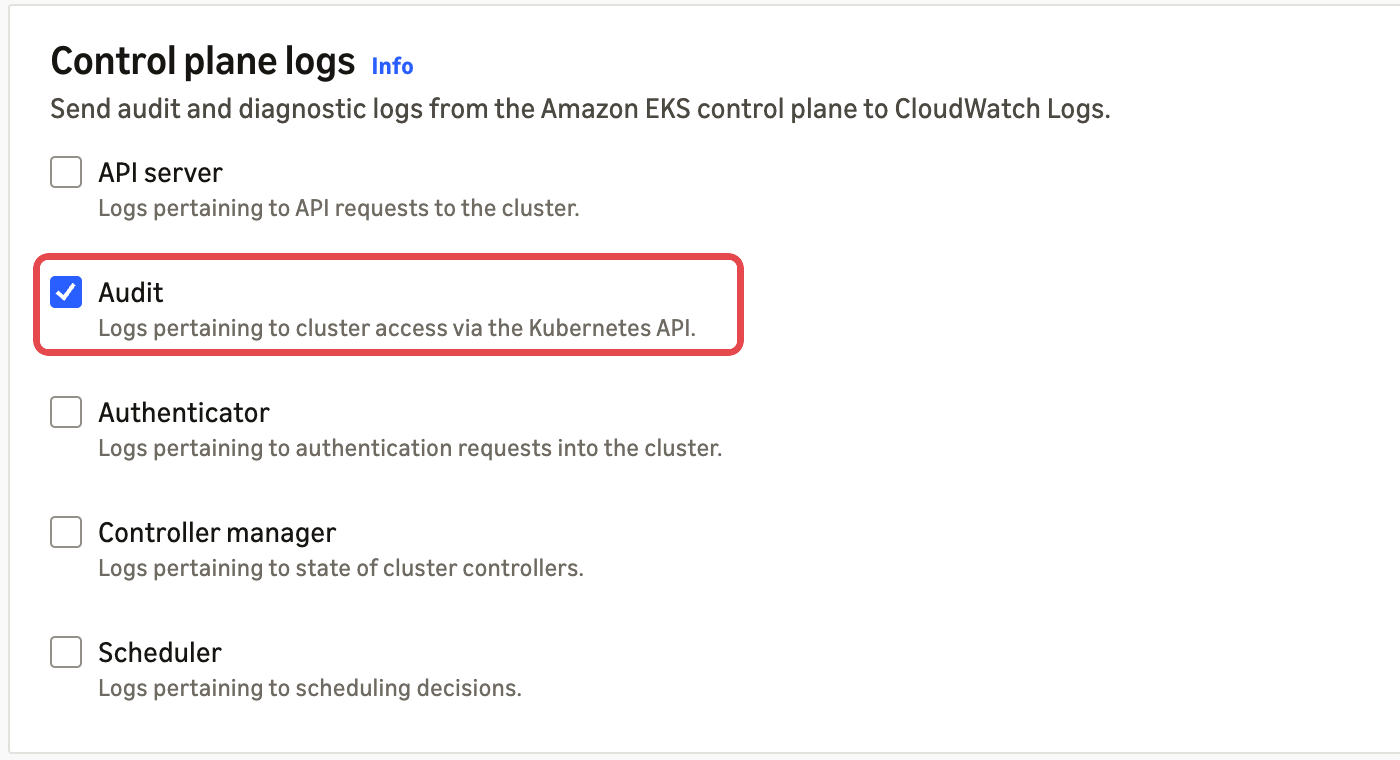 Control plane logs Info
Send audit and diagnostic logs from the Amazon EKS control plane to CloudWatch Logs.
API server
Logs pertaining to API requests to the cluster.
Audit
Logs pertaining to cluster access via the Kubernetes API.
Authenticator
Logs pertaining to authentication requests into the cluster.
Controller manager
Logs pertaining to state of cluster controllers.
Scheduler
Logs pertaining to scheduling decisions.